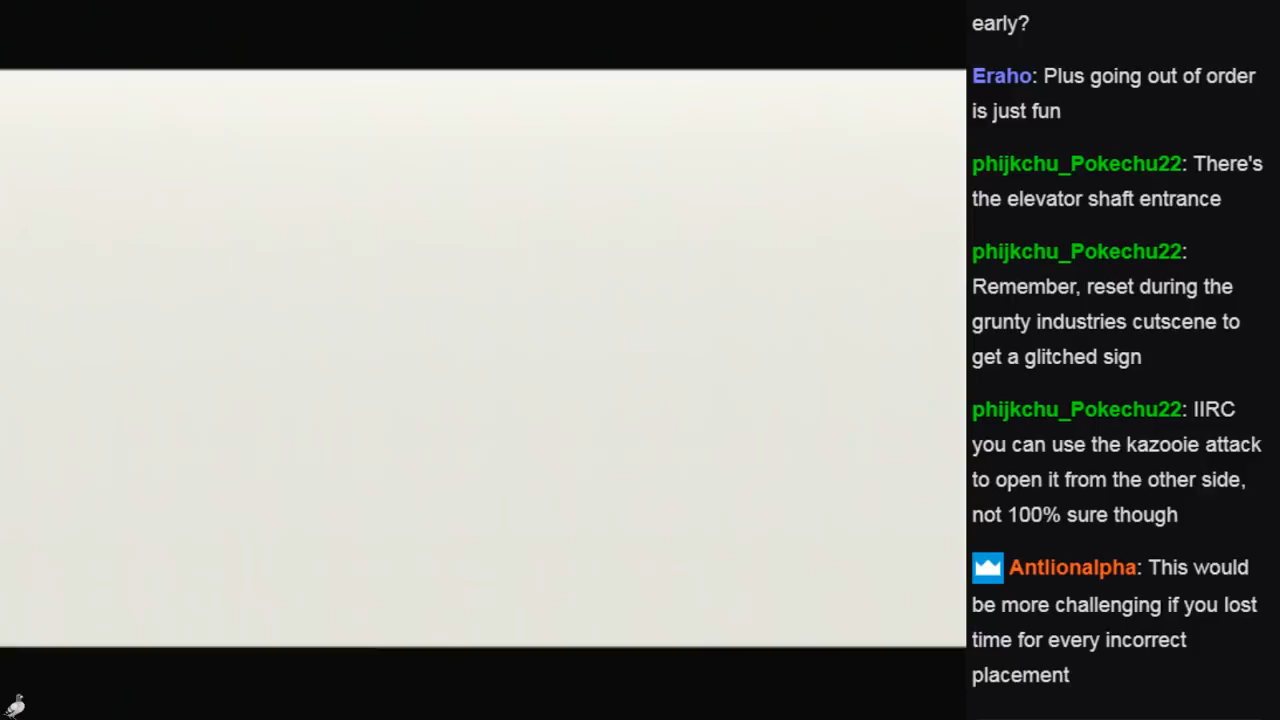 early?
Eraho: Plus going out of order
is just fun
phijkchu_Pokechu22: There's
the elevator shaft entrance
phijkchu_Pokechu22:
Remember, reset during the
grunty industries cutscene to
get a glitched sign
phijkchu_Pokechu22: IIRC
you can use the kazooie attack
to open it from the other side,
not 100% sure though
Antlionalpha: This would
be more challenging if you lost
time for every incorrect
placement